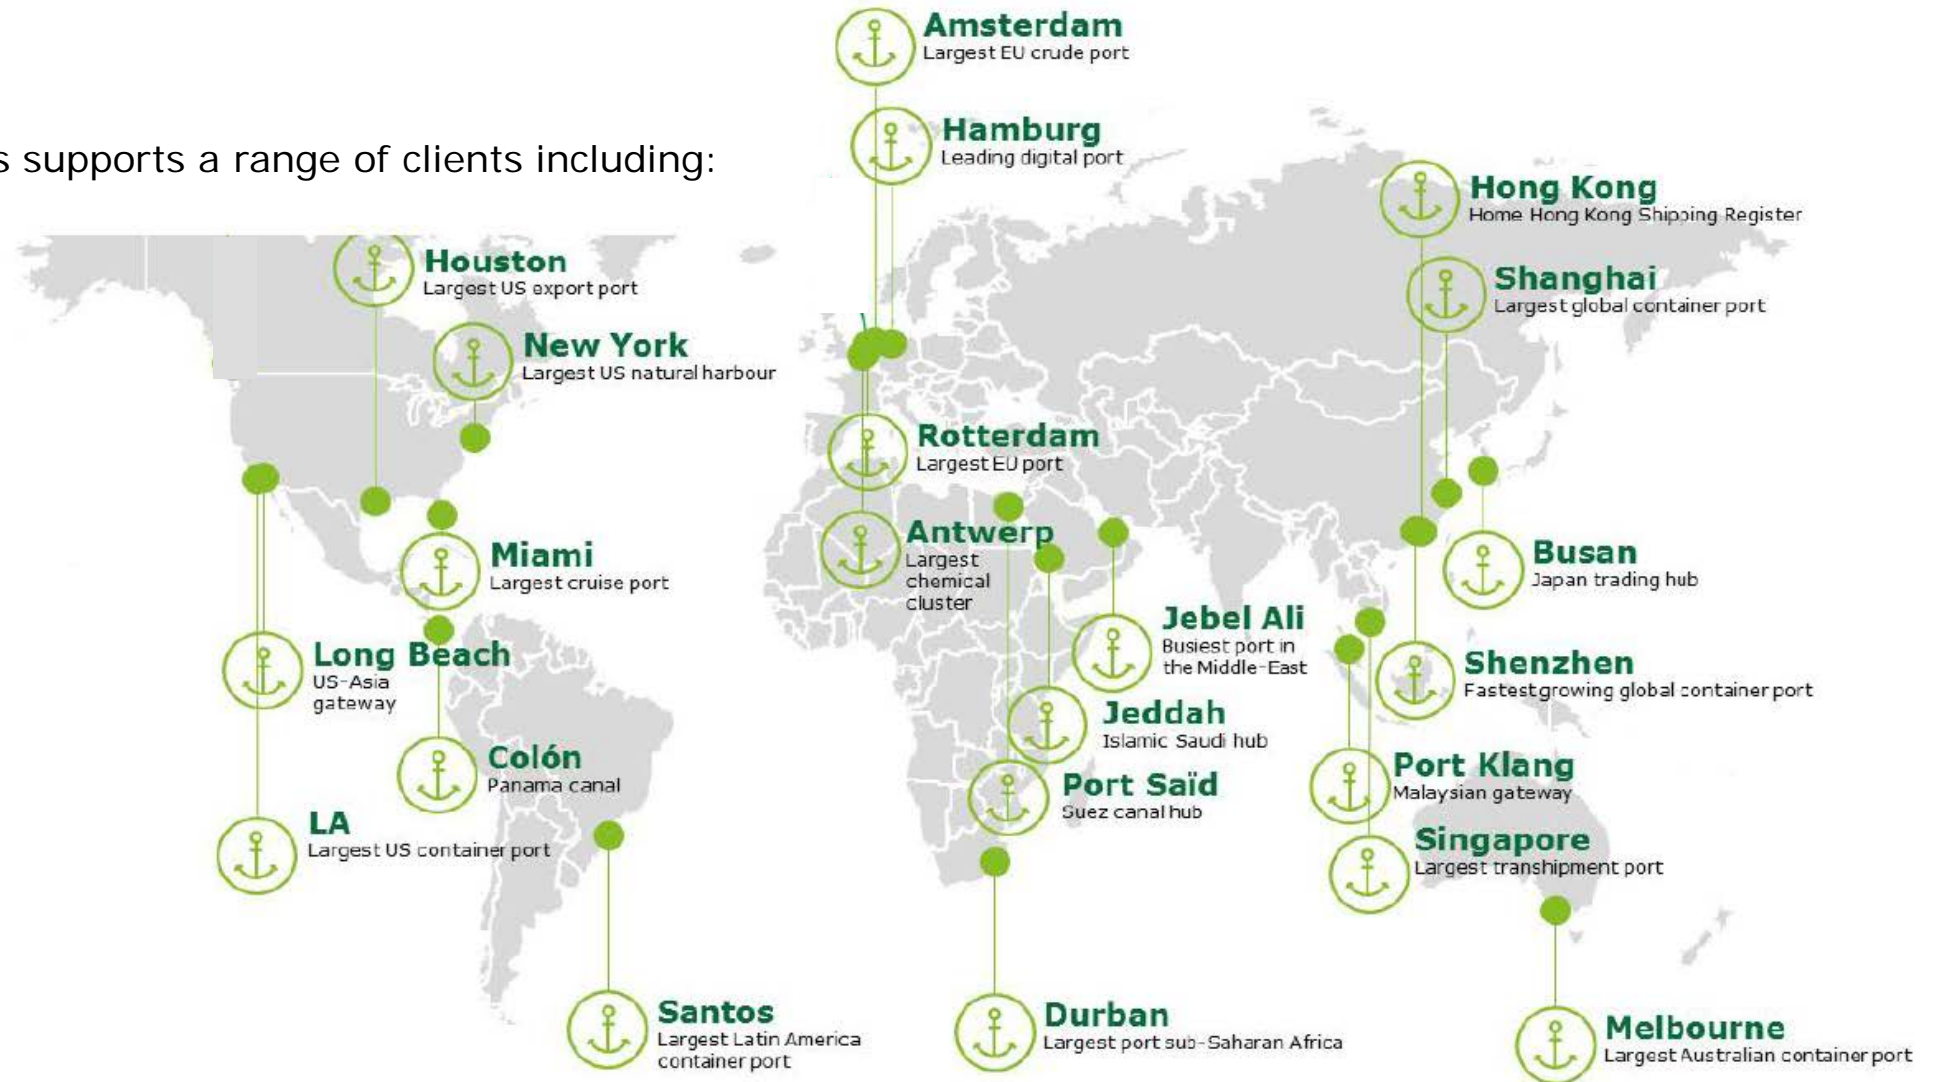 s supports a range of clients including:
Amsterdam
Largest EU crude port
Hamburg
Leading digital port
Hong Kong
Home Hong Kong Shipping Register
Houston
Largest US export port
Shanghai
Largest global container port
New York
Largest US natural harbour
Rotterdam
Largest EU port
Antwerp
Largest
chemical
cluster
Miami
Largest cruise port
Busan
Japan trading hub
Jebel Ali
Busiest port in
the Middle-East
Long Beach
US-Asia
gateway
Shenzhen
Fastest growing global container port
Jeddah
Islamic Saudi hub
Colón
Panama canal
Port Saïd
Suez canal hub
Port Klang
Malaysian gateway
LA
Largest US container port
Singapore
Largest transhipment port
Santos
Largest Latin America
container port
Durban
Largest port sub-Saharan Africa
Melbourne
Largest Australian container port